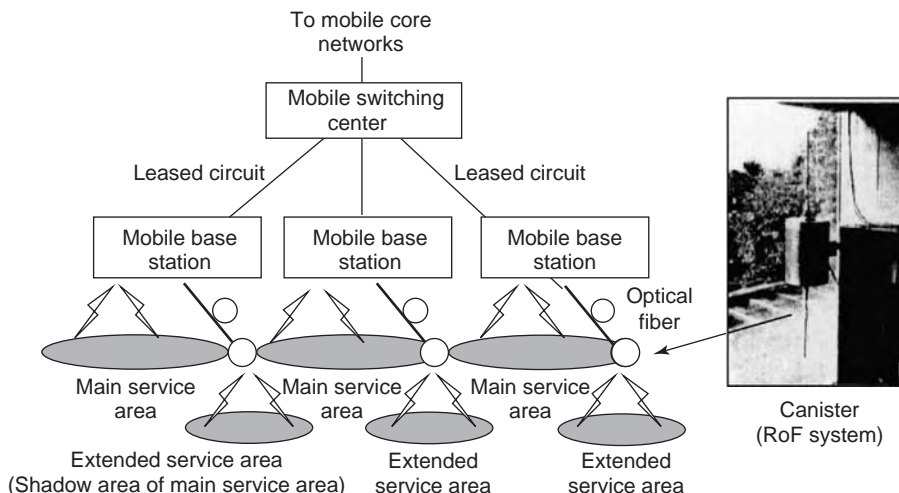 To mobile core
networks
Mobile switching
center
Leased circuit
Leased circuit
Mobile base
station
Mobile base
station
Mobile base
station
Optical
fiber
Main service
area
Main service
area
Main service
area
Canister
(RoF system)
Extended service area
(Shadow area of main service area)
Extended
service area
Extended
service area